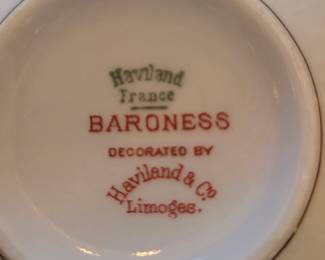 Haviland
France
BARONESS
DECORATED BY
Haviland & Co
Limoges.